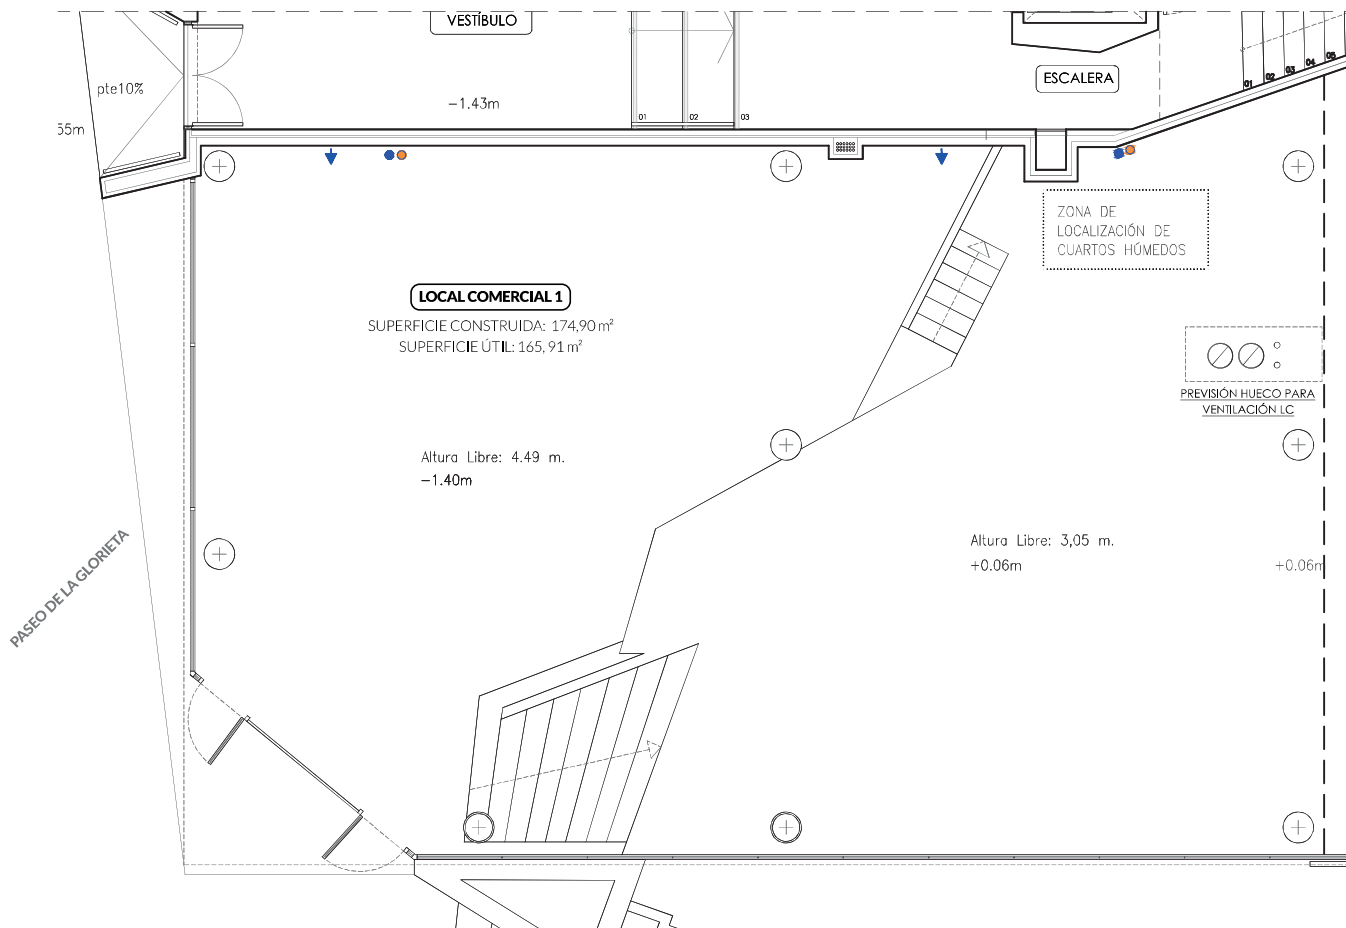 VESTÍBULO
pte10%
55m
-1.43m
01
02
03
ESCALERA
01
02
03
04
05
ZONA DE
LOCALIZACIÓN DE
CUARTOS HÚMEDOS
LOCAL COMERCIAL 1
SUPERFICIE CONSTRUIDA: 174,90 m²
SUPERFICIE ÚTIL: 165, 91 m²
PREVISIÓN HUECO PARA
VENTILACIÓN LC
Altura Libre: 4.49 m.
-1.40m
Altura Libre: 3,05 m.
+0.06m
+0.06m
PASEO DE LA GLORIETA